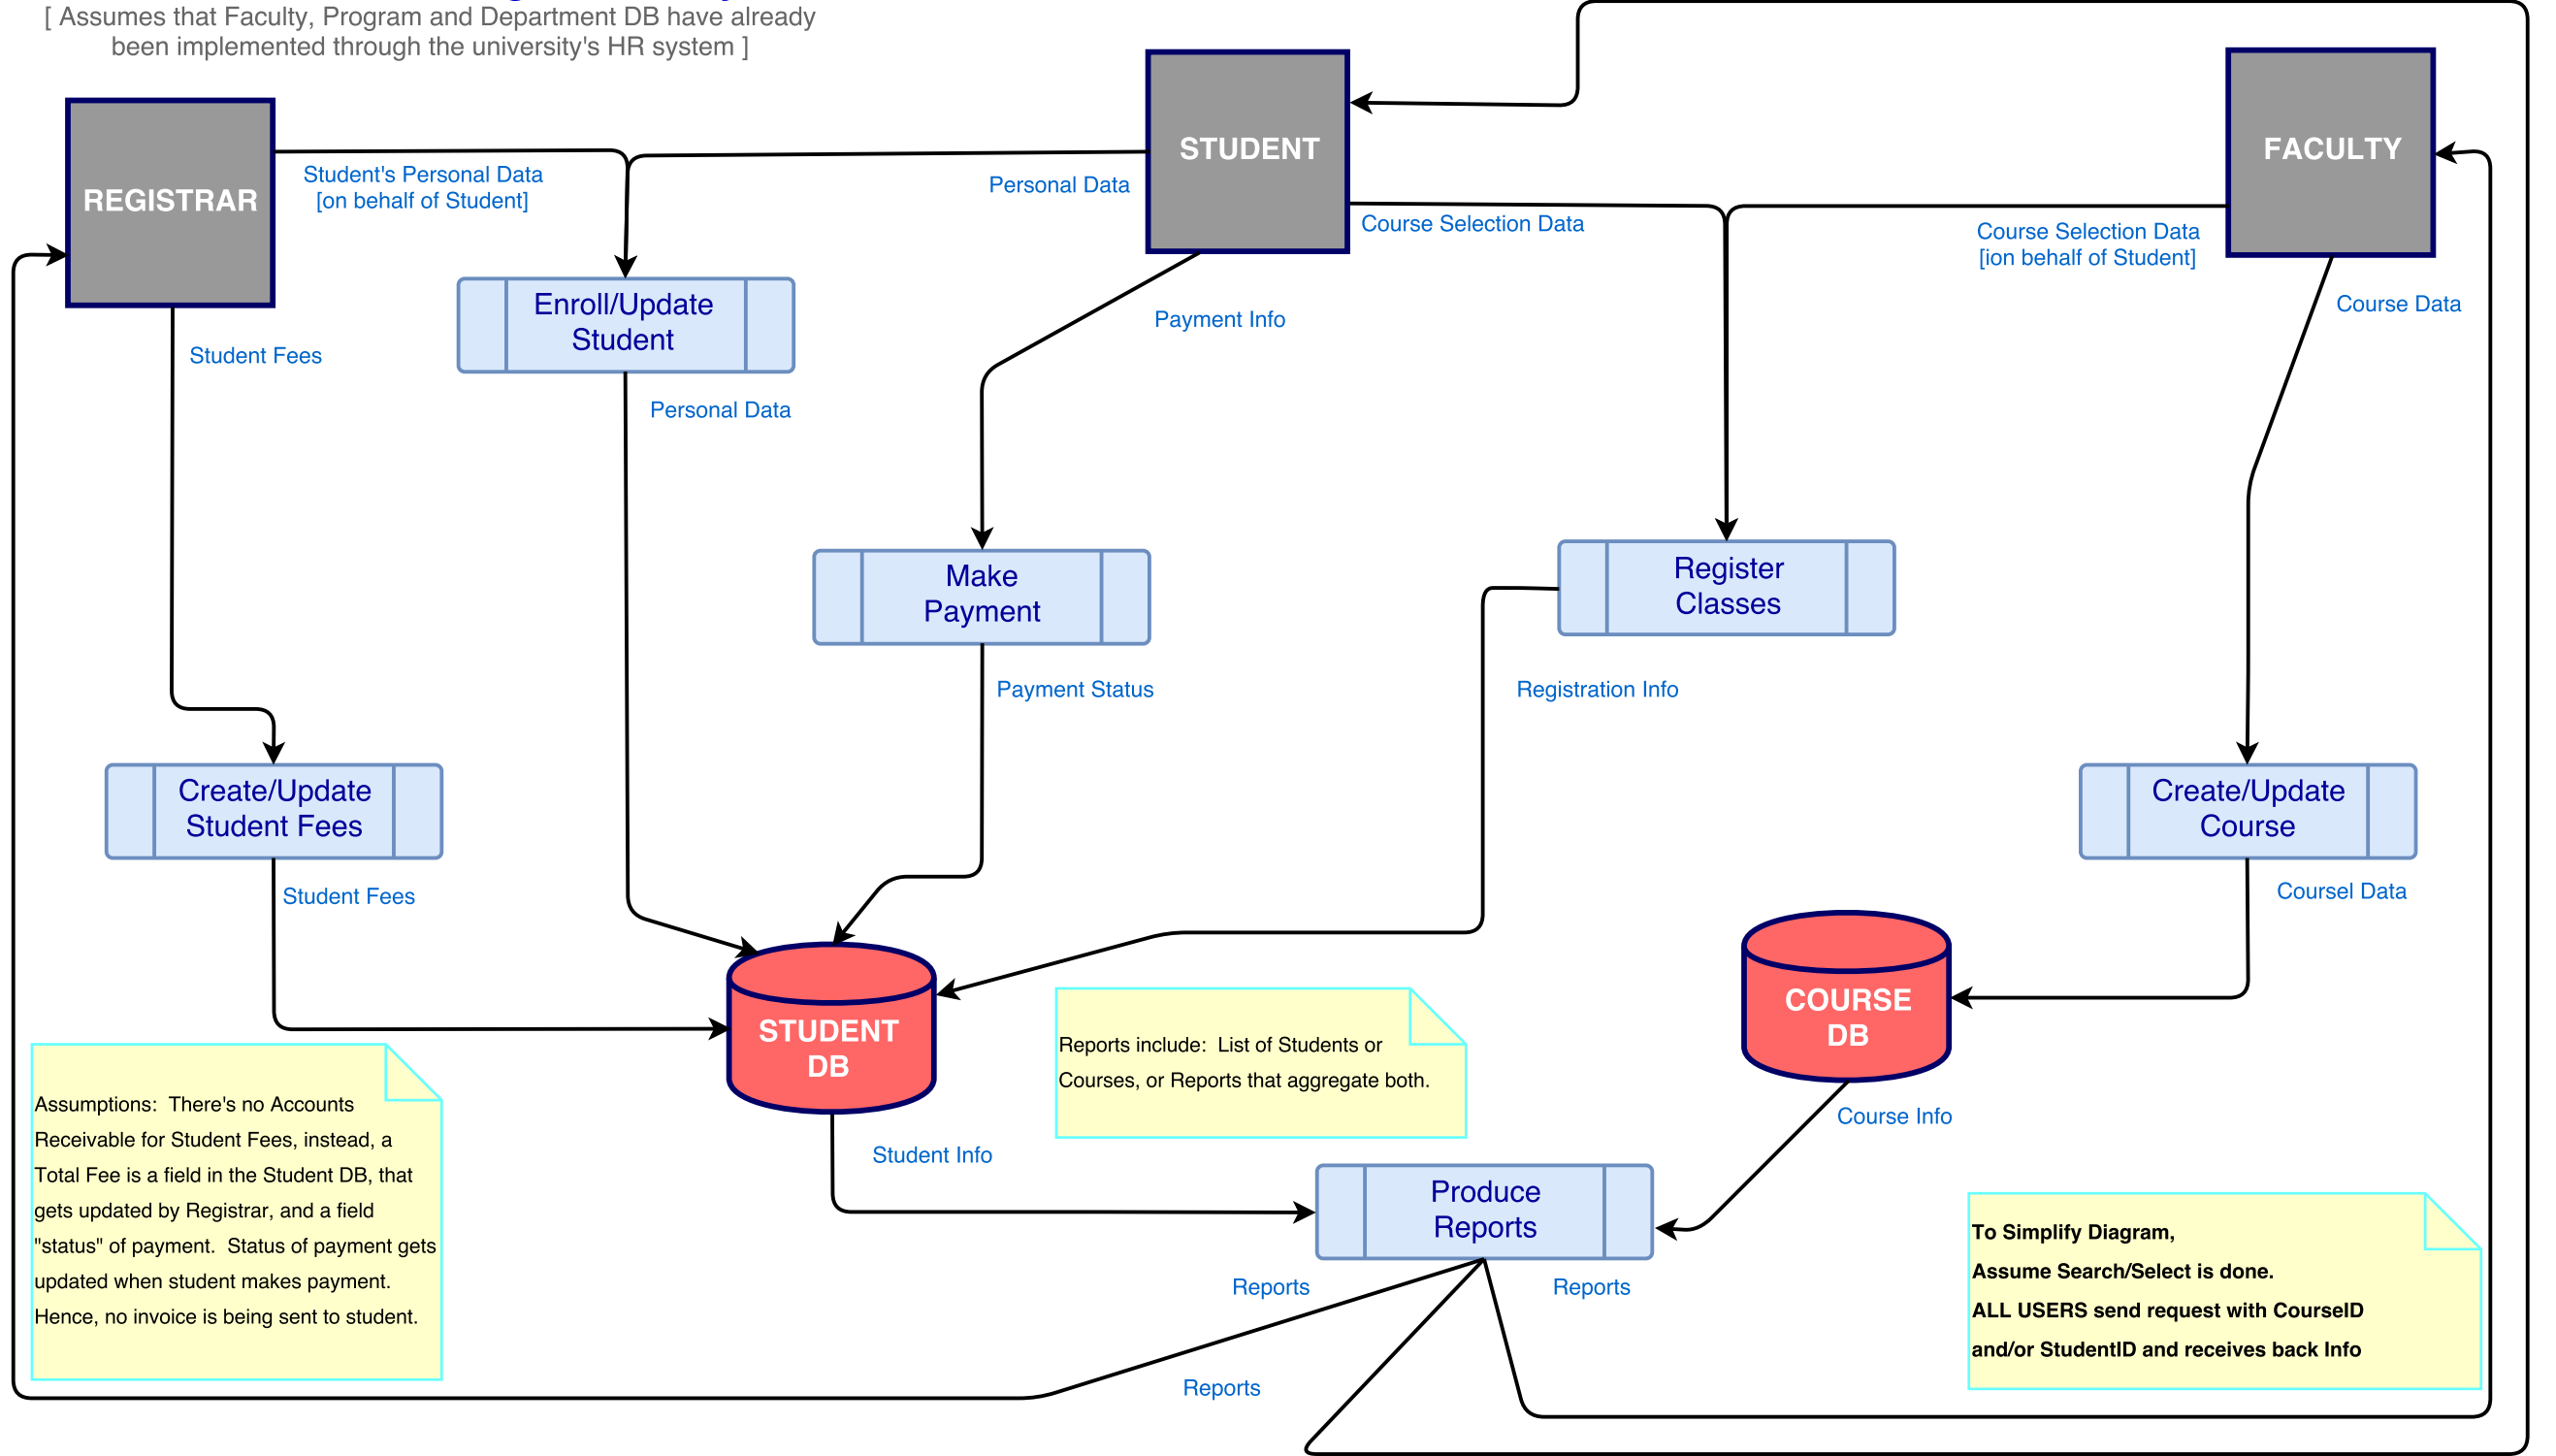 [ Assumes that Faculty, Program and Department DB have already
been implemented through the university's HR system ]
STUDENT
FACULTY
REGISTRAR
Student's Personal Data
[on behalf of Student]
Personal Data
Course Selection Data
Course Selection Data
[ion behalf of Student]
Course Data
Payment Info
Student Fees
Enroll/Update
Student
Personal Data
Make
Payment
Register
Classes
Payment Status
Registration Info
Create/Update
Student Fees
Create/Update
Course
Student Fees
Coursel Data
STUDENT
DB
COURSE
DB
Reports include:  List of Students or
Courses, or Reports that aggregate both.
Assumptions:  There's no Accounts
Receivable for Student Fees, instead, a
Total Fee is a field in the Student DB, that
gets updated by Registrar, and a field
"status" of payment.  Status of payment gets
updated when student makes payment.
Hence, no invoice is being sent to student.
Student Info
Course Info
Produce
Reports
Reports
Reports
Reports
To Simplify Diagram,
Assume Search/Select is done.
ALL USERS send request with CourseID
and/or StudentID and receives back Info